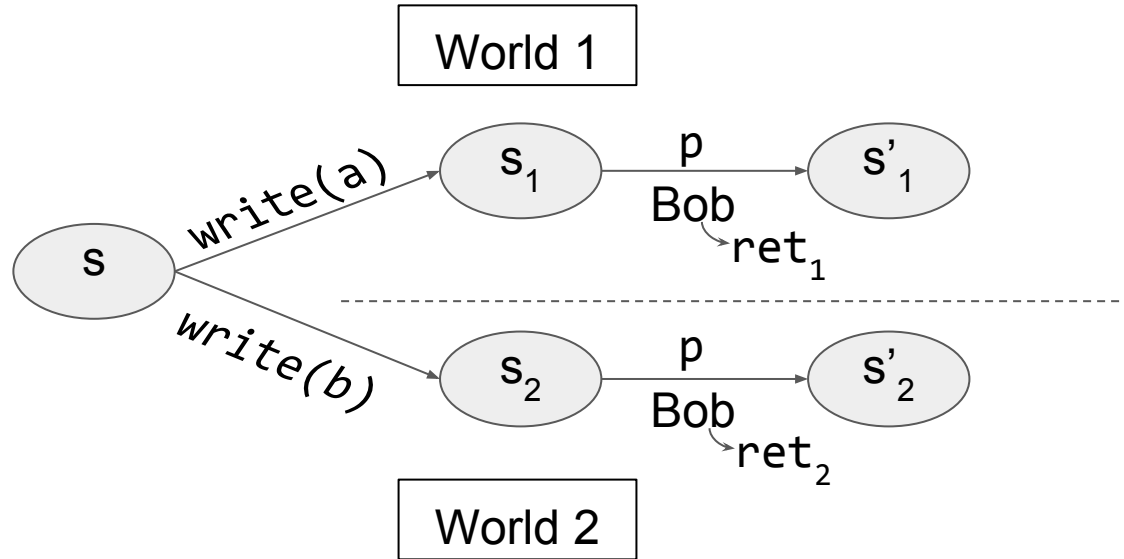 World 1
write(a)
s₁
p
Bob
ret₁
s’₁
s
write(b)
s₂
p
Bob
ret₂
s’₂
World 2